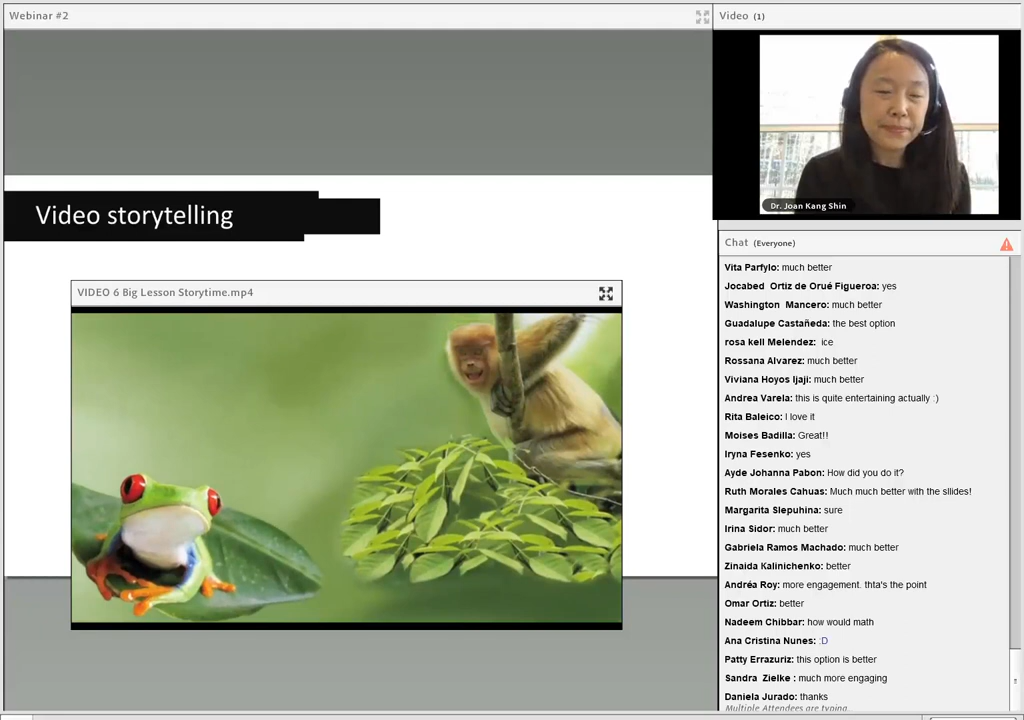 Webinar #2
Video (1)
Dr. Joan Kang Shin
Video storytelling
VIDEO 6 Big Lesson Storytime.mp4
Chat (Everyone)
Vita Parfylo: much better
Jocabed Ortiz de Orué Figueroa: yes
Washington Mancero: much better
Guadalupe Castañeda: the best option
rosa kell Melendez: ice
Rossana Alvarez: much better
Viviana Hoyos Ijaji: much better
Andrea Varela: this is quite entertaining actually :)
Rita Baleico: I love it
Moises Badilla: Great!!
Iryna Fesenko: yes
Ayde Johanna Pabon: How did you do it?
Ruth Morales Cahuas: Much much better with the sllides!
Margarita Slepuhina: sure
Irina Sidor: much better
Gabriela Ramos Machado: much better
Zinaida Kalinichenko: better
Andréa Roy: more engagement. thta's the point
Omar Ortiz: better
Nadeem Chibbar: how would math
Ana Cristina Nunes: :D
Patty Errazuriz: this option is better
Sandra Zielke : much more engaging
Daniela Jurado: thanks
Multiple Attendees are typing..